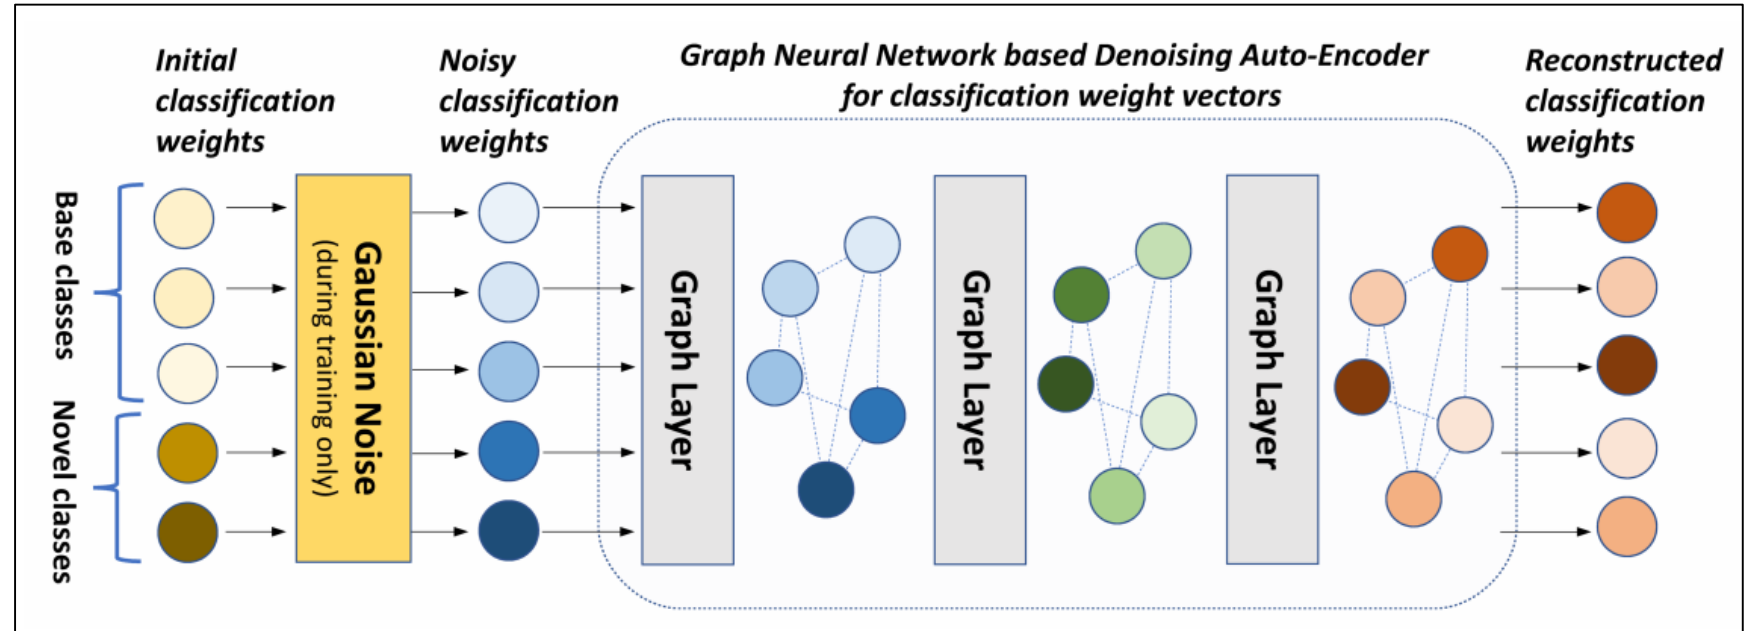 Initial
classification
weights
Noisy
classification
weights
Graph Neural Network based Denoising Auto-Encoder
for classification weight vectors
Reconstructed
classification
weights
Base classes
Novel classes
Gaussian Noise
(during training only)
Graph Layer
Graph Layer
Graph Layer